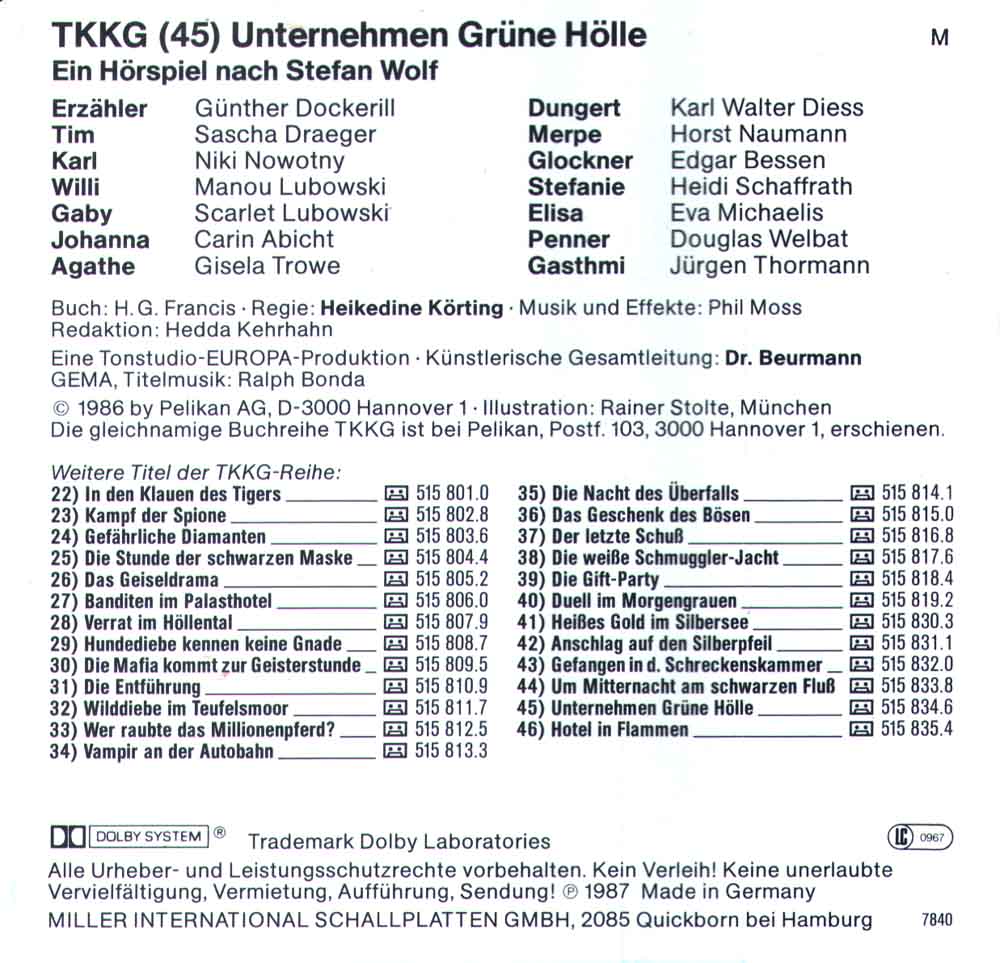 TKKG (45) Unternehmen Grüne Hölle M
Ein Hörspiel nach Stefan Wolf
Erzähler Günther Dockerill
Tim Sascha Draeger
Karl Niki Nowotny
Willi Manou Lubowski
Gaby Scarlet Lubowski
Johanna Carin Abicht
Agathe Gisela Trowe
Dungert Karl Walter Diess
Merpe Horst Naumann
Glockner Edgar Bessen
Stefanie Heidi Schaffrath
Elisa Eva Michaelis
Penner Douglas Welbat
Gasthmi Jürgen Thormann
Buch: H. G. Francis · Regie: Heikedine Körting · Musik und Effekte: Phil Moss
Redaktion: Hedda Kehrhahn
Eine Tonstudio-EUROPA-Produktion · Künstlerische Gesamtleitung: Dr. Beurmann
GEMA, Titelmusik: Ralph Bonda
© 1986 by Pelikan AG, D-3000 Hannover 1 · Illustration: Rainer Stolte, München
Die gleichnamige Buchreihe TKKG ist bei Pelikan, Postf. 103, 3000 Hannover 1, erschienen.
Weitere Titel der TKKG-Reihe:
22) In den Klauen des Tigers 515 801.0
23) Kampf der Spione 515 802.8
24) Gefährliche Diamanten 515 803.6
25) Die Stunde der schwarzen Maske 515 804.4
26) Das Geiseldrama 515 805.2
27) Banditen im Palasthotel 515 806.0
28) Verrat im Höllental 515 807.9
29) Hundediebe kennen keine Gnade 515 808.7
30) Die Mafia kommt zur Geisterstunde 515 809.5
31) Die Entführung 515 810.9
32) Wilddiebe im Teufelsmoor 515 811.7
33) Wer raubte das Millionenpferd? 515 812.5
34) Vampir an der Autobahn 515 813.3
35) Die Nacht des Überfalls 515 814.1
36) Das Geschenk des Bösen 515 815.0
37) Der letzte Schuß 515 816.8
38) Die weiße Schmuggler-Jacht 515 817.6
39) Die Gift-Party 515 818.4
40) Duell im Morgengrauen 515 819.2
41) Heißes Gold im Silbersee 515 830.3
42) Anschlag auf den Silberpfeil 515 831.1
43) Gefangen in d. Schreckenskammer 515 832.0
44) Um Mitternacht am schwarzen Fluß 515 833.8
45) Unternehmen Grüne Hölle 515 834.6
46) Hotel in Flammen 515 835.4
DOLBY SYSTEM ® Trademark Dolby Laboratories LC 0967
Alle Urheber- und Leistungsschutzrechte vorbehalten. Kein Verleih! Keine unerlaubte
Vervielfältigung, Vermietung, Aufführung, Sendung! ℗ 1987 Made in Germany
MILLER INTERNATIONAL SCHALLPLATTEN GMBH, 2085 Quickborn bei Hamburg 7840